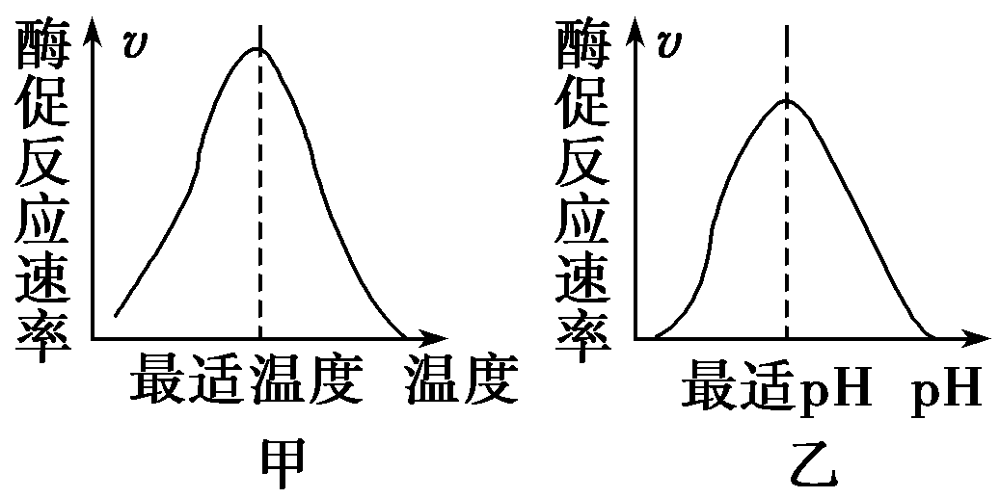 酶促反应速率
v
最适温度 温度
甲
酶促反应速率
v
最适pH pH
乙